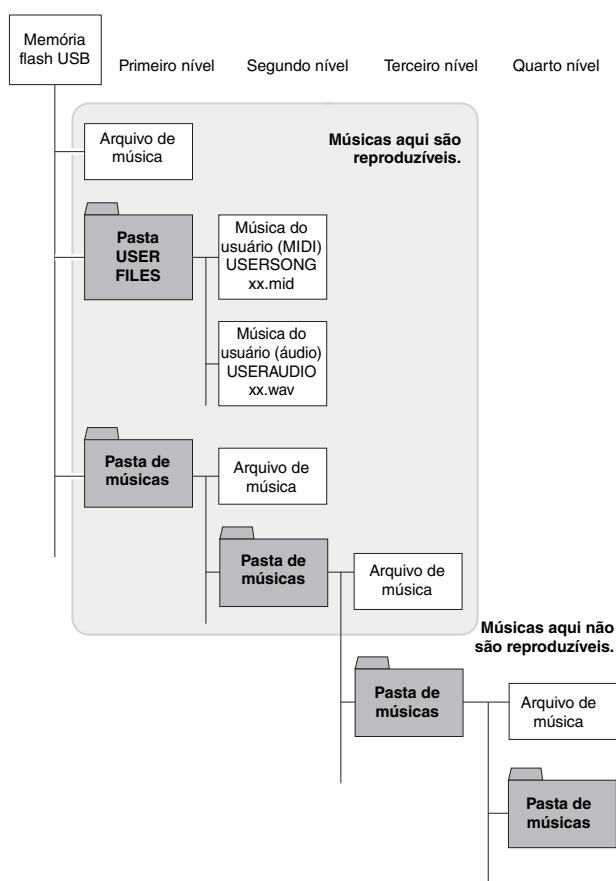 Memória
flash USB
Primeiro nível
Segundo nível
Terceiro nível
Quarto nível
Arquivo de
música
Músicas aqui são
reproduzíveis.
Pasta
USER
FILES
Música do
usuário (MIDI)
USERSONG
xx.mid
Música do
usuário (áudio)
USERAUDIO
xx.wav
Pasta de
músicas
Arquivo de
música
Pasta de
músicas
Arquivo de
música
Músicas aqui não
são reproduzíveis.
Pasta de
músicas
Arquivo de
música
Pasta de
músicas